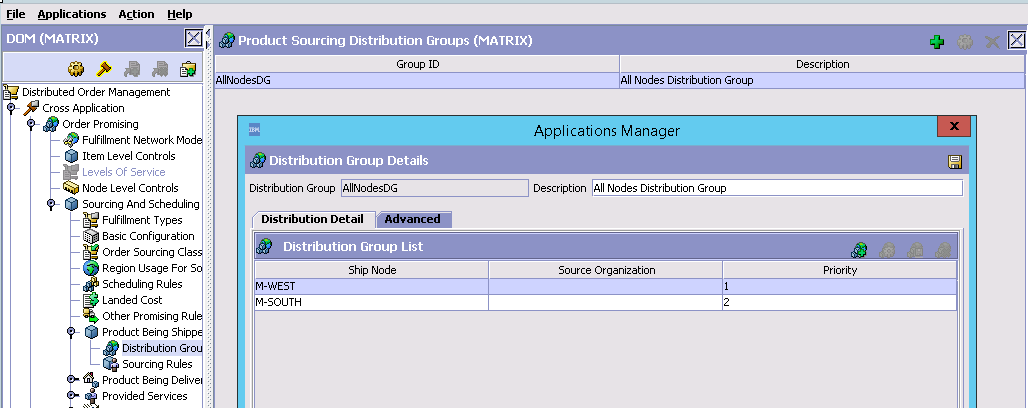 File Applications Action Help
DOM (MATRIX)
Distributed Order Management
Cross Application
Order Promising
Fulfillment Network Mode
Item Level Controls
Levels Of Service
Node Level Controls
Sourcing And Scheduling
Fulfillment Types
Basic Configuration
Order Sourcing Class
Region Usage For So
Scheduling Rules
Landed Cost
Other Promising Rule
Product Being Shippe
Distribution Grou
Sourcing Rules
Product Being Deliver
Provided Services
Product Sourcing Distribution Groups (MATRIX)
Group ID Description
AllNodesDG All Nodes Distribution Group
IBM
Applications Manager
X
Distribution Group Details
Distribution Group AllNodesDG Description All Nodes Distribution Group
Distribution Detail Advanced
Distribution Group List
Ship Node Source Organization Priority
M-WEST 1
M-SOUTH 2